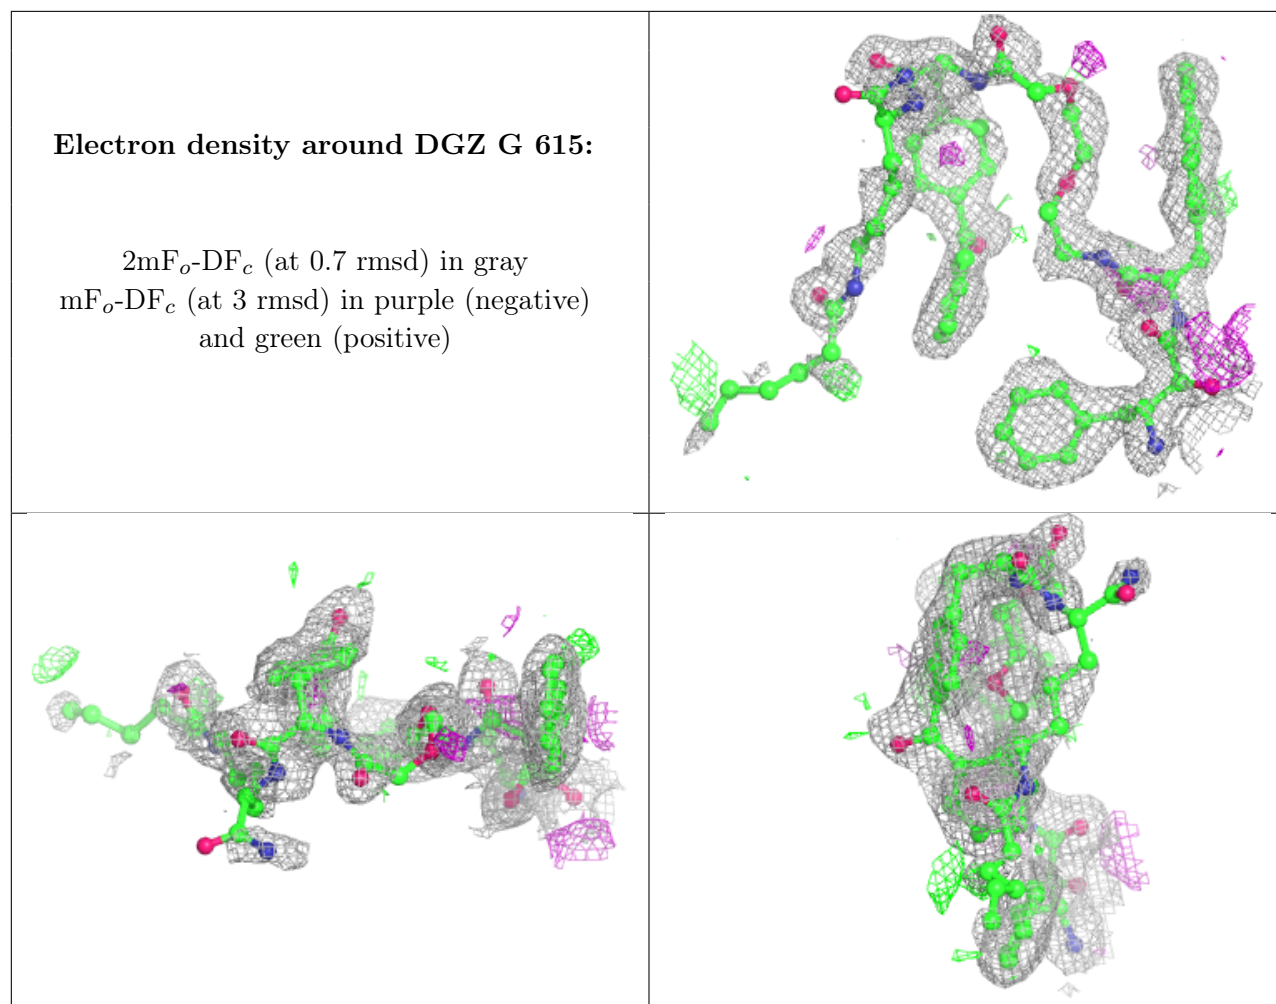 Electron density around DGZ G 615:
2mFo-DFc (at 0.7 rmsd) in gray
mFo-DFc (at 3 rmsd) in purple (negative)
and green (positive)